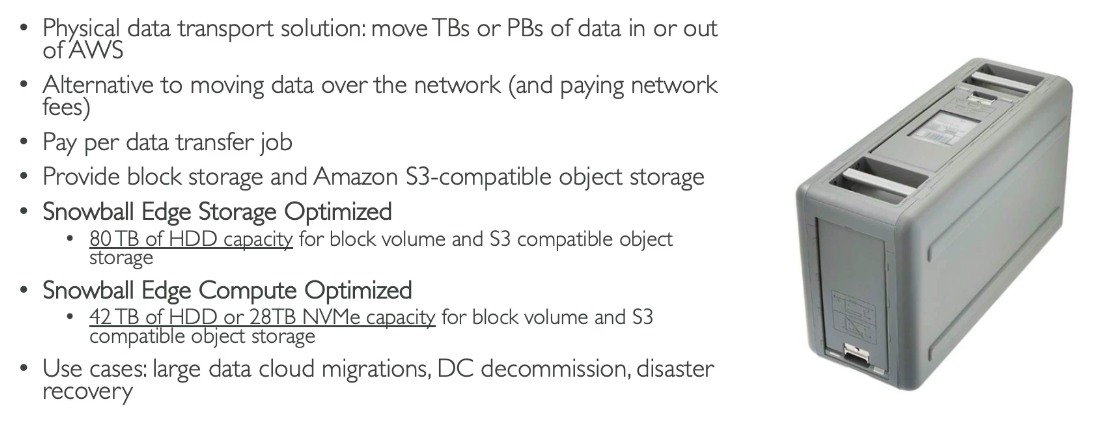 • Physical data transport solution: move TBs or PBs of data in or out
of AWS
• Alternative to moving data over the network (and paying network
fees)
• Pay per data transfer job
• Provide block storage and Amazon S3-compatible object storage
• Snowball Edge Storage Optimized
• 80 TB of HDD capacity for block volume and S3 compatible object
storage
• Snowball Edge Compute Optimized
• 42 TB of HDD or 28TB NVMe capacity for block volume and S3
compatible object storage
• Use cases: large data cloud migrations, DC decommission, disaster
recovery